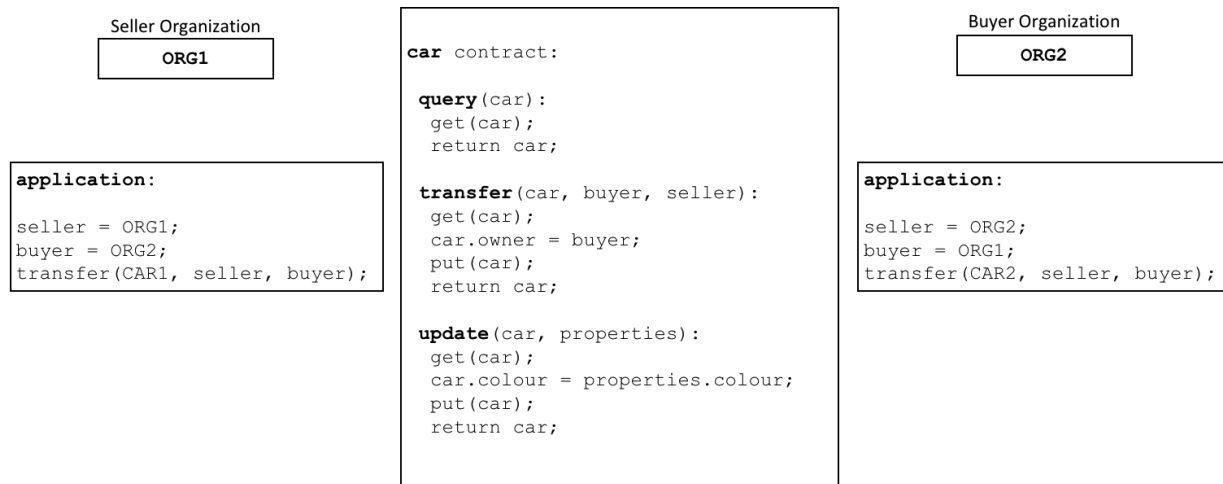 Seller Organization
ORG1
application:
seller = ORG1;
buyer = ORG2;
transfer(CAR1, seller, buyer);
car contract:
query(car):
get(car);
return car;
transfer(car, buyer, seller):
get(car);
car.owner = buyer;
put(car);
return car;
update(car, properties):
get(car);
car.colour = properties.colour;
put(car);
return car;
Buyer Organization
ORG2
application:
seller = ORG2;
buyer = ORG1;
transfer(CAR2, seller, buyer);